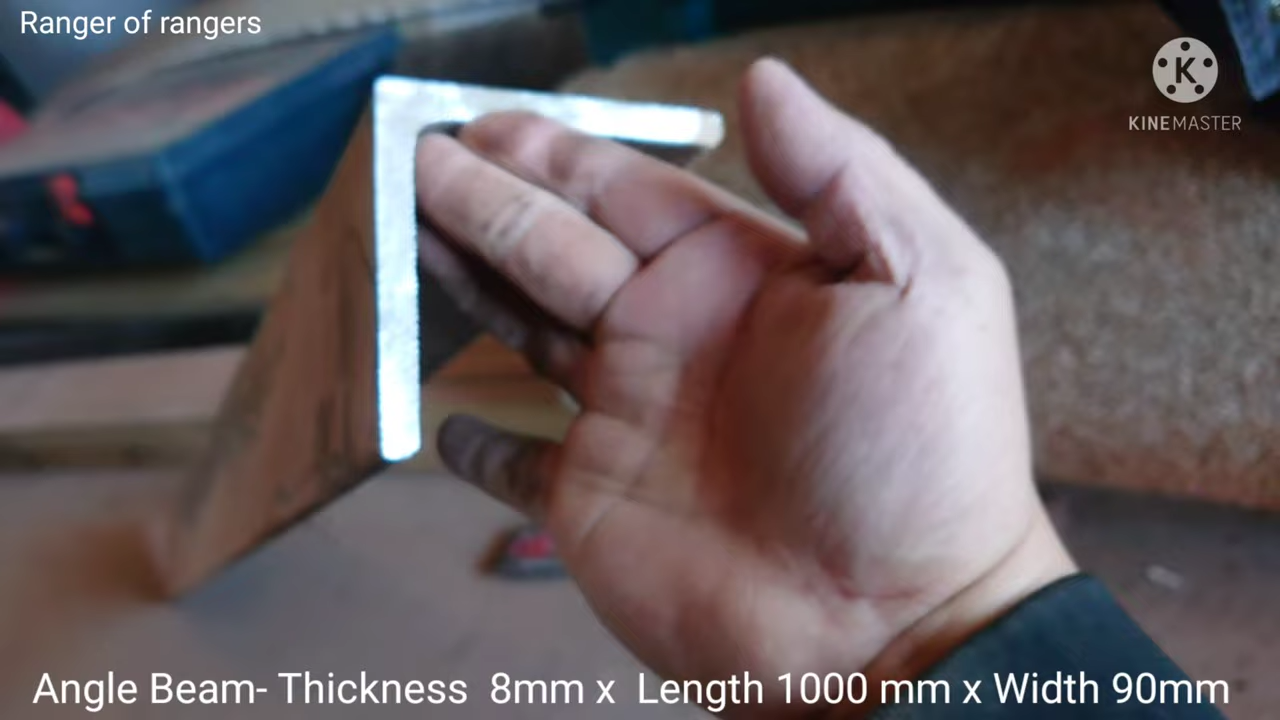 Ranger of rangers
K
KINEMASTER
Angle Beam- Thickness 8mm x Length 1000 mm x Width 90mm